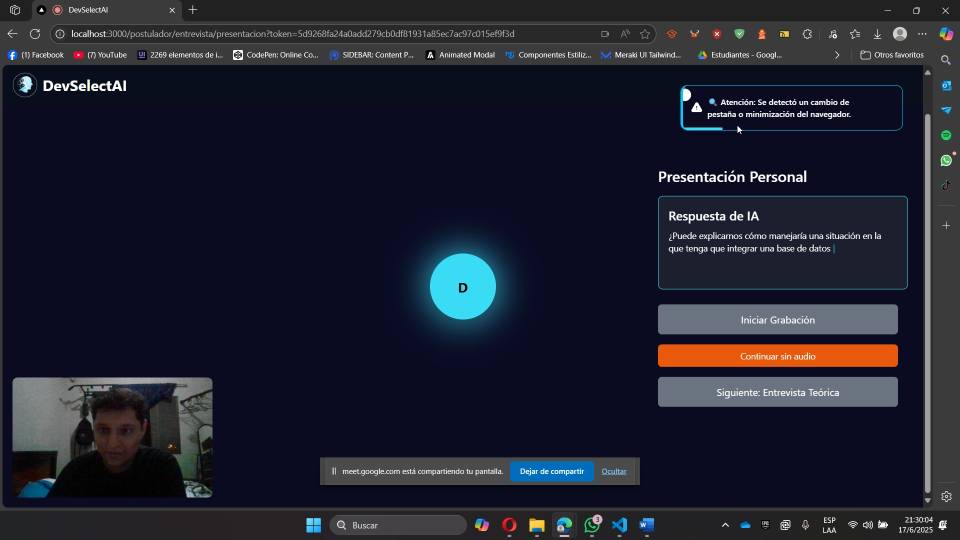 DevSelectAI
localhost:3000/postulador/entrevista/presentacion?token=5d9268fa24a0add279cb0df81931a85ec7ac97c015ef9f3d
(1) Facebook
(7) YouTube
2269 elementos de i...
CodePen: Online Co...
SIDEBAR: Content P...
Animated Modal
Componentes Estiliz...
Meraki UI Tailwind...
Estudiantes - Googl...
Otros favoritos
DevSelectAI
Atención: Se detectó un cambio de
pestaña o minimización del navegador.
Presentación Personal
Respuesta de IA
¿Puede explicarnos cómo manejaría una situación en la
que tenga que integrar una base de datos |
D
Iniciar Grabación
Continuar sin audio
Siguiente: Entrevista Teórica
meet.google.com está compartiendo tu pantalla.
Dejar de compartir
Ocultar
Buscar
3
ESP
LAA
21:30:04
17/6/2025